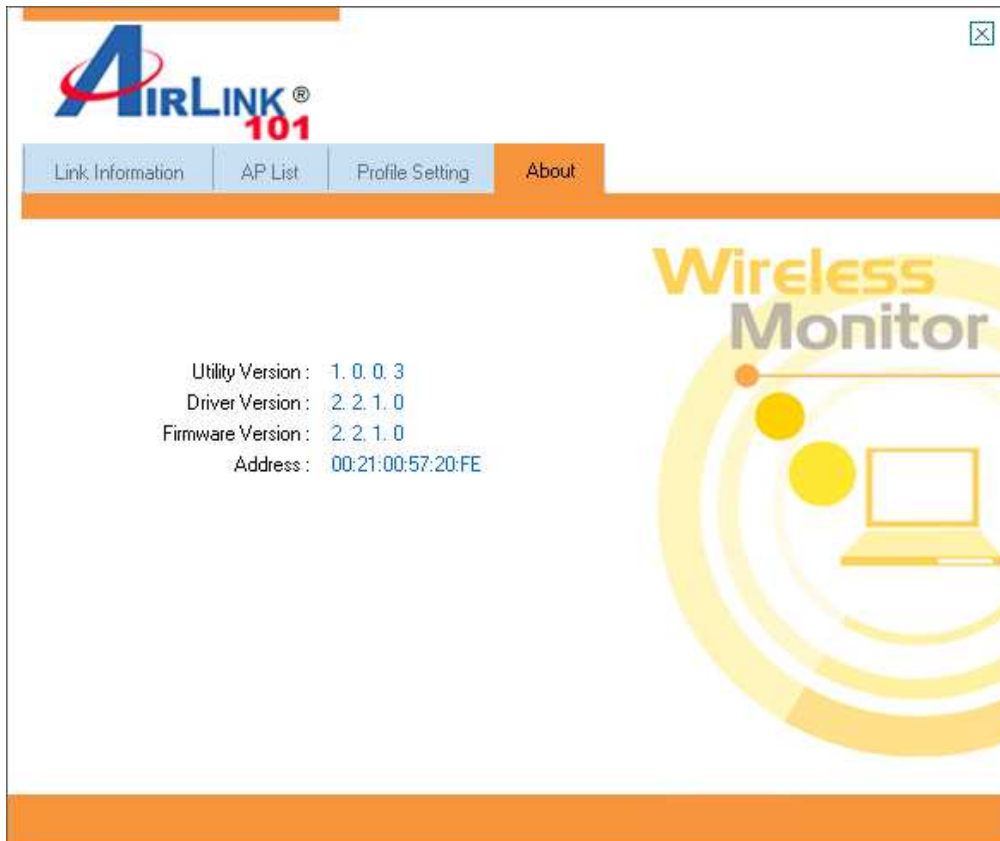 AIRLINK®
101
Link Information AP List Profile Setting About
Wireless
Monitor
Utility Version : 1. 0. 0. 3
Driver Version : 2. 2. 1. 0
Firmware Version : 2. 2. 1. 0
Address : 00:21:00:57:20:FE